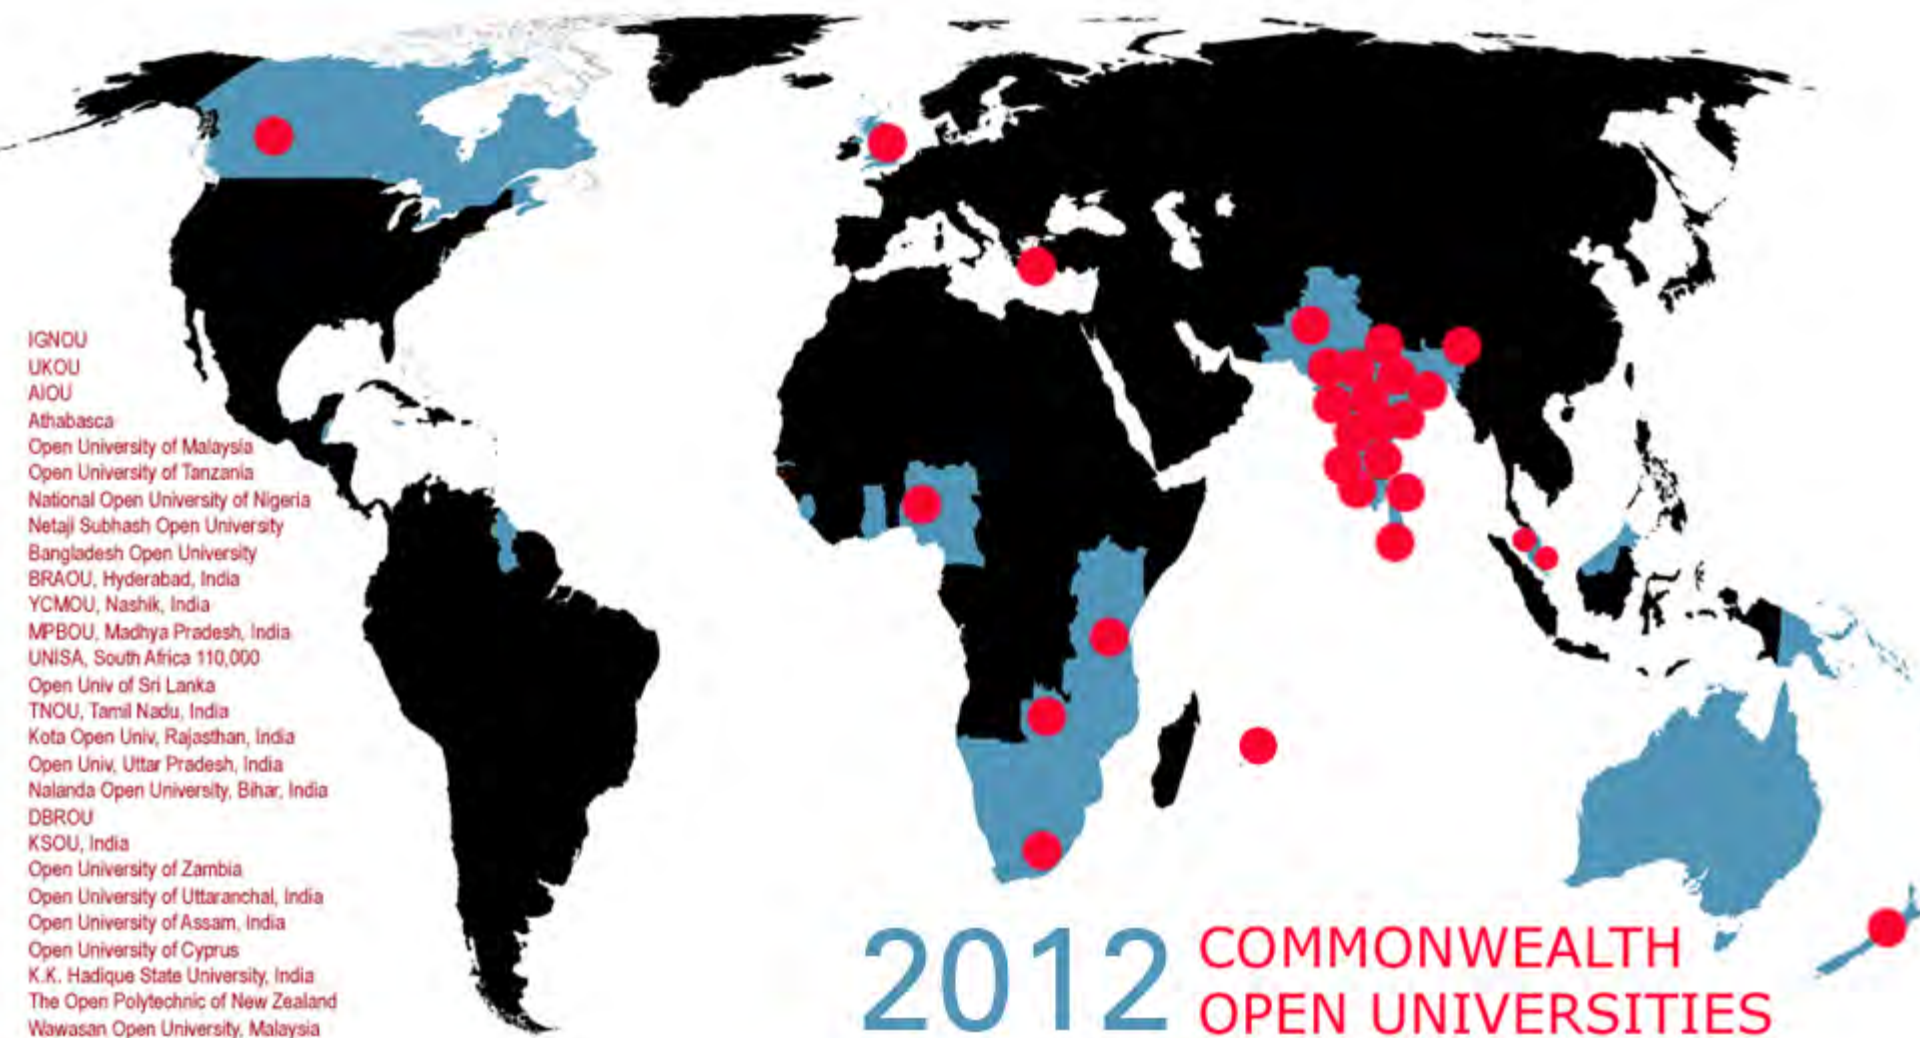 IGNOU
UKOU
AIOU
Athabasca
Open University of Malaysia
Open University of Tanzania
National Open University of Nigeria
Netaji Subhash Open University
Bangladesh Open University
BRAOU, Hyderabad, India
YCMOU, Nashik, India
MPBOU, Madhya Pradesh, India
UNISA, South Africa 110,000
Open Univ of Sri Lanka
TNOU, Tamil Nadu, India
Kota Open Univ, Rajasthan, India
Open Univ, Uttar Pradesh, India
Nalanda Open University, Bihar, India
DBROU
KSOU, India
Open University of Zambia
Open University of Uttaranchal, India
Open University of Assam, India
Open University of Cyprus
K.K. Hadique State University, India
The Open Polytechnic of New Zealand
Wawasan Open University, Malaysia
2012 COMMONWEALTH
OPEN UNIVERSITIES